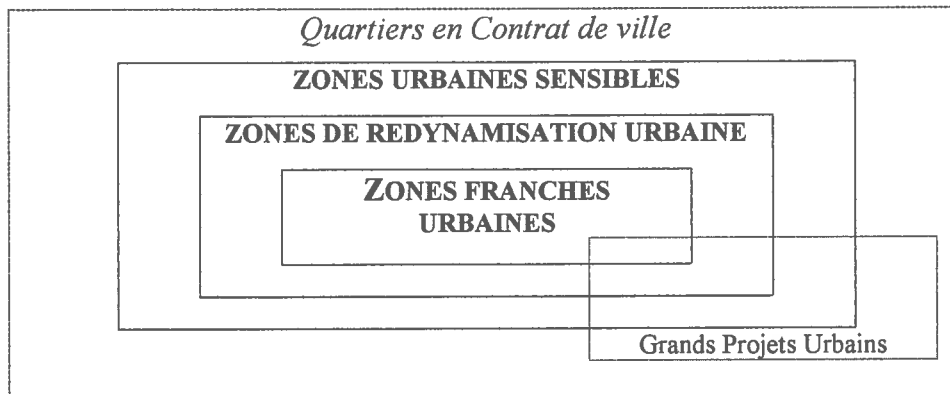 Quartiers en Contrat de ville
ZONES URBAINES SENSIBLES
ZONES DE REDYNAMISATION URBAINE
ZONES FRANCHES
URBAINES
Grands Projets Urbains